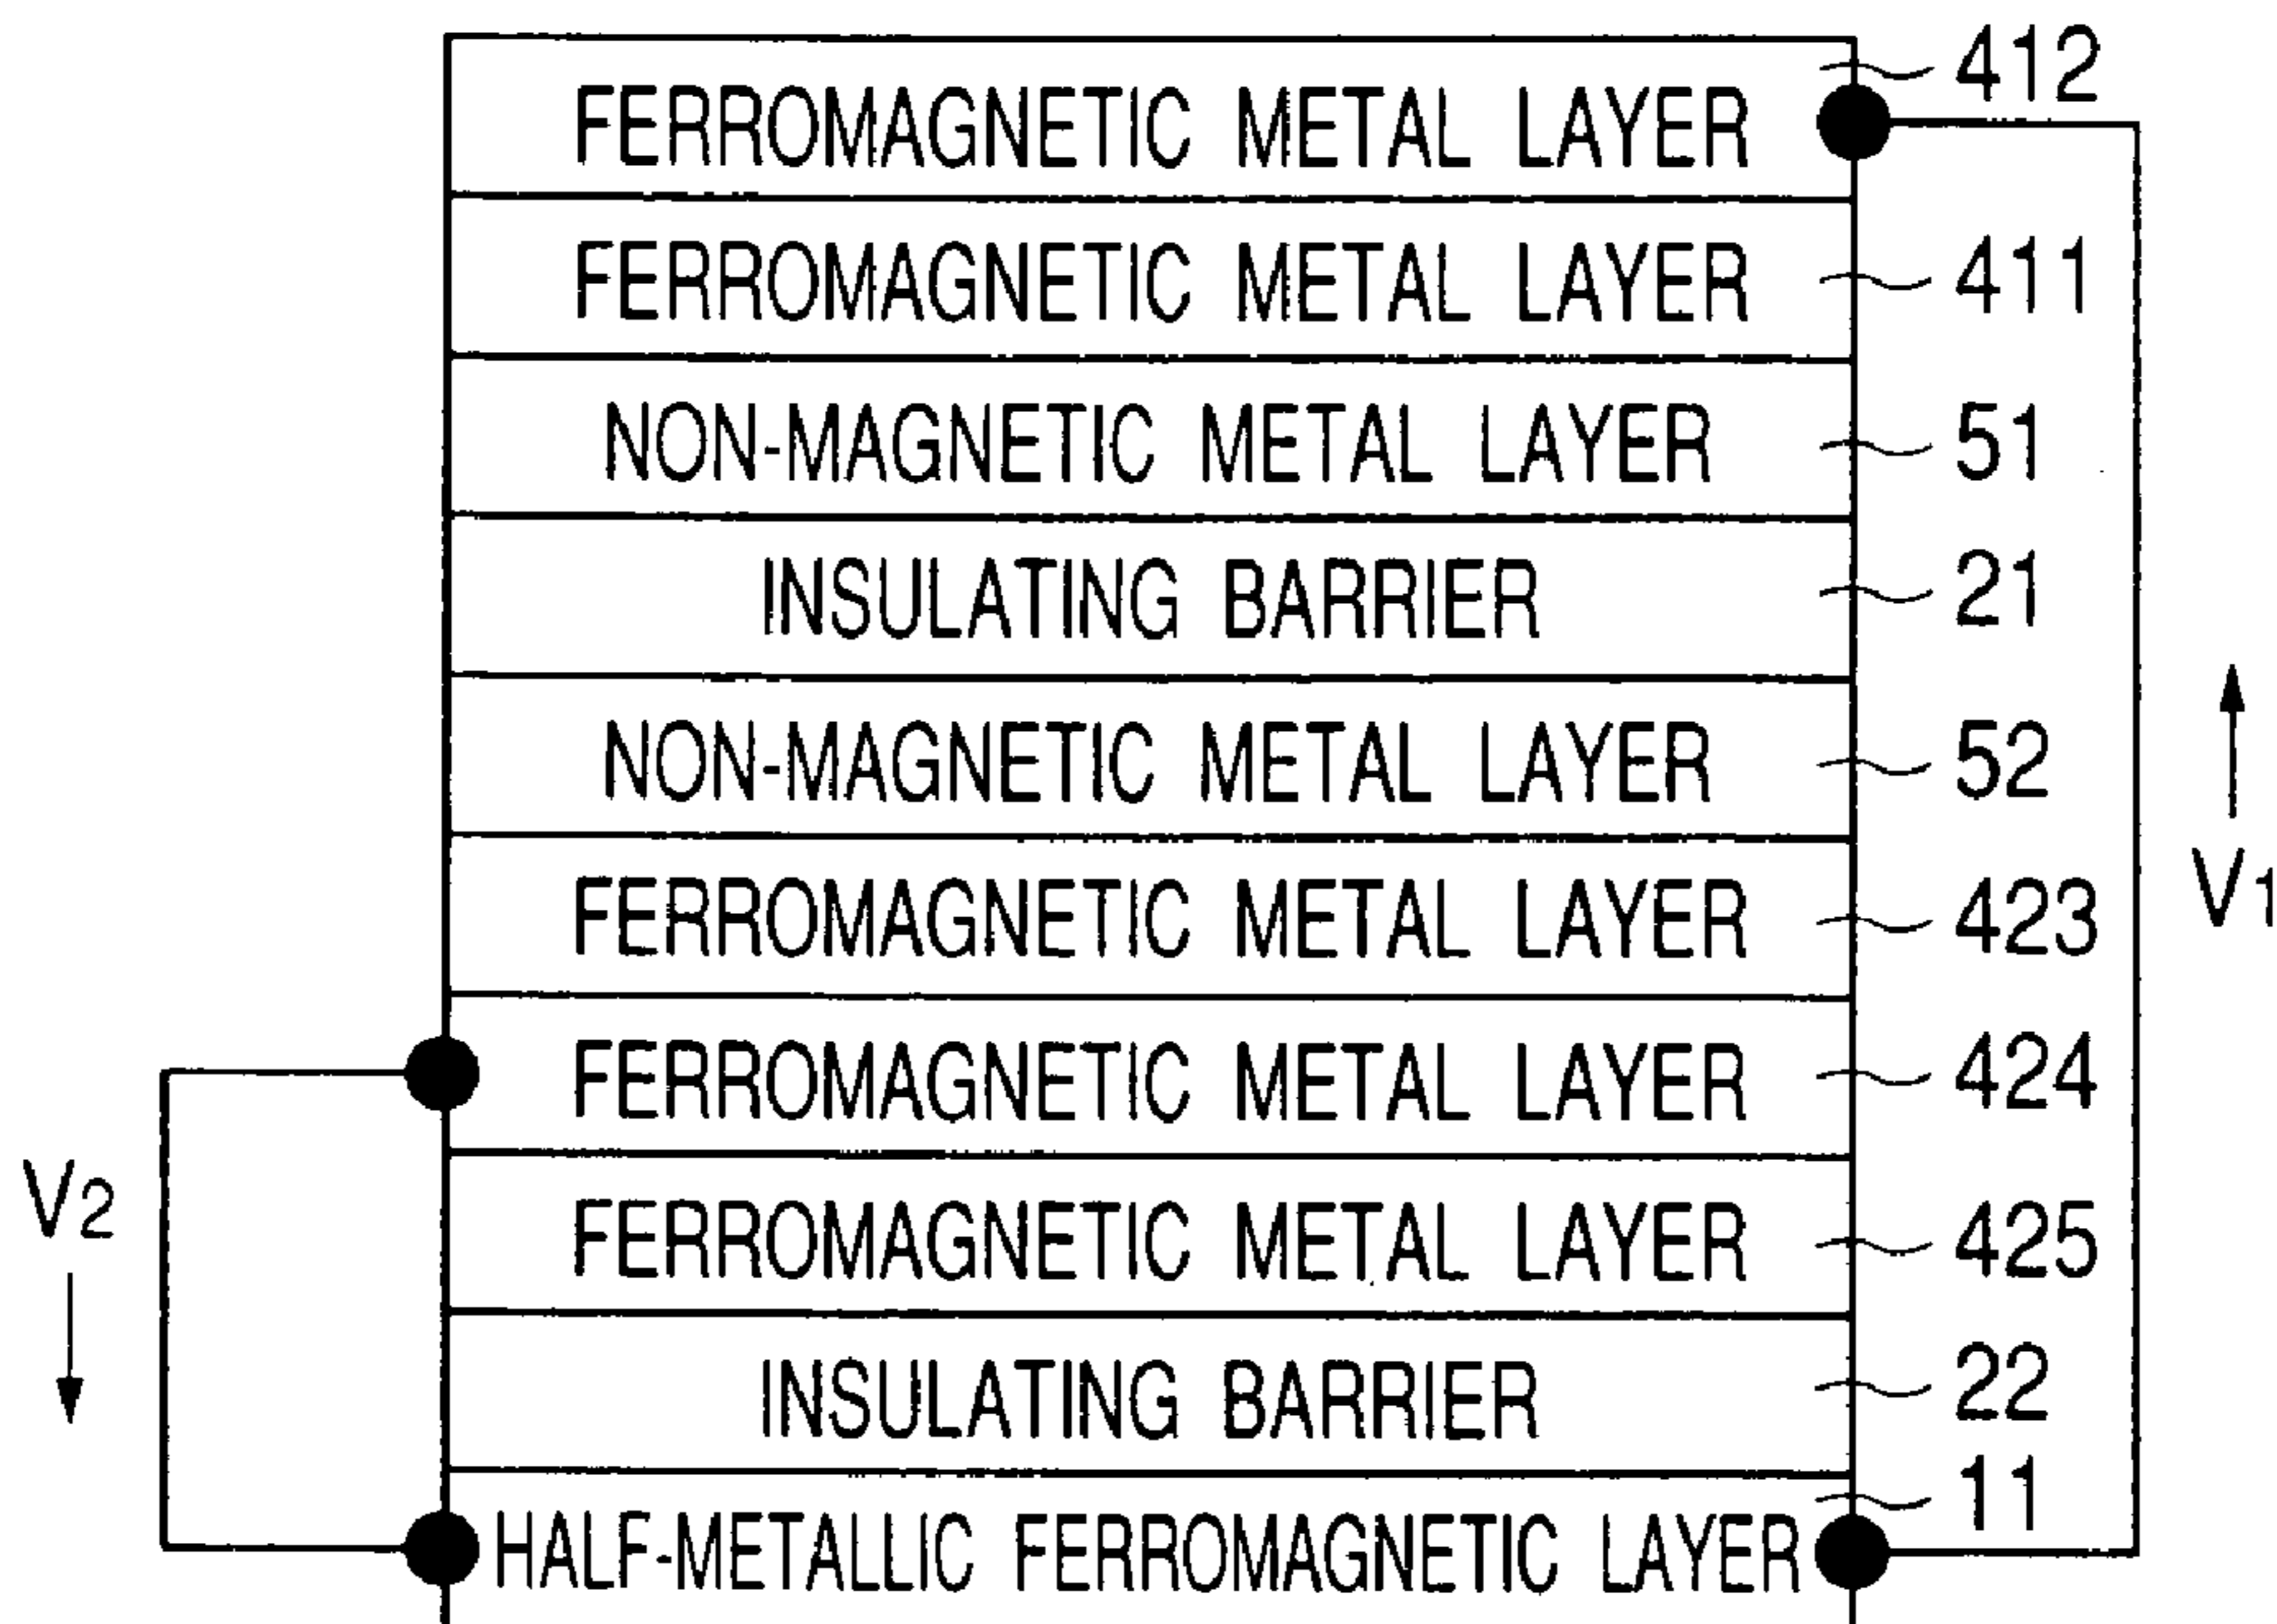 FERROMAGNETIC METAL LAYER 412
FERROMAGNETIC METAL LAYER 411
NON-MAGNETIC METAL LAYER 51
INSULATING BARRIER 21
NON-MAGNETIC METAL LAYER 52
FERROMAGNETIC METAL LAYER 423
V1
FERROMAGNETIC METAL LAYER 424
FERROMAGNETIC METAL LAYER 425
V2
INSULATING BARRIER 22
HALF-METALLIC FERROMAGNETIC LAYER 11